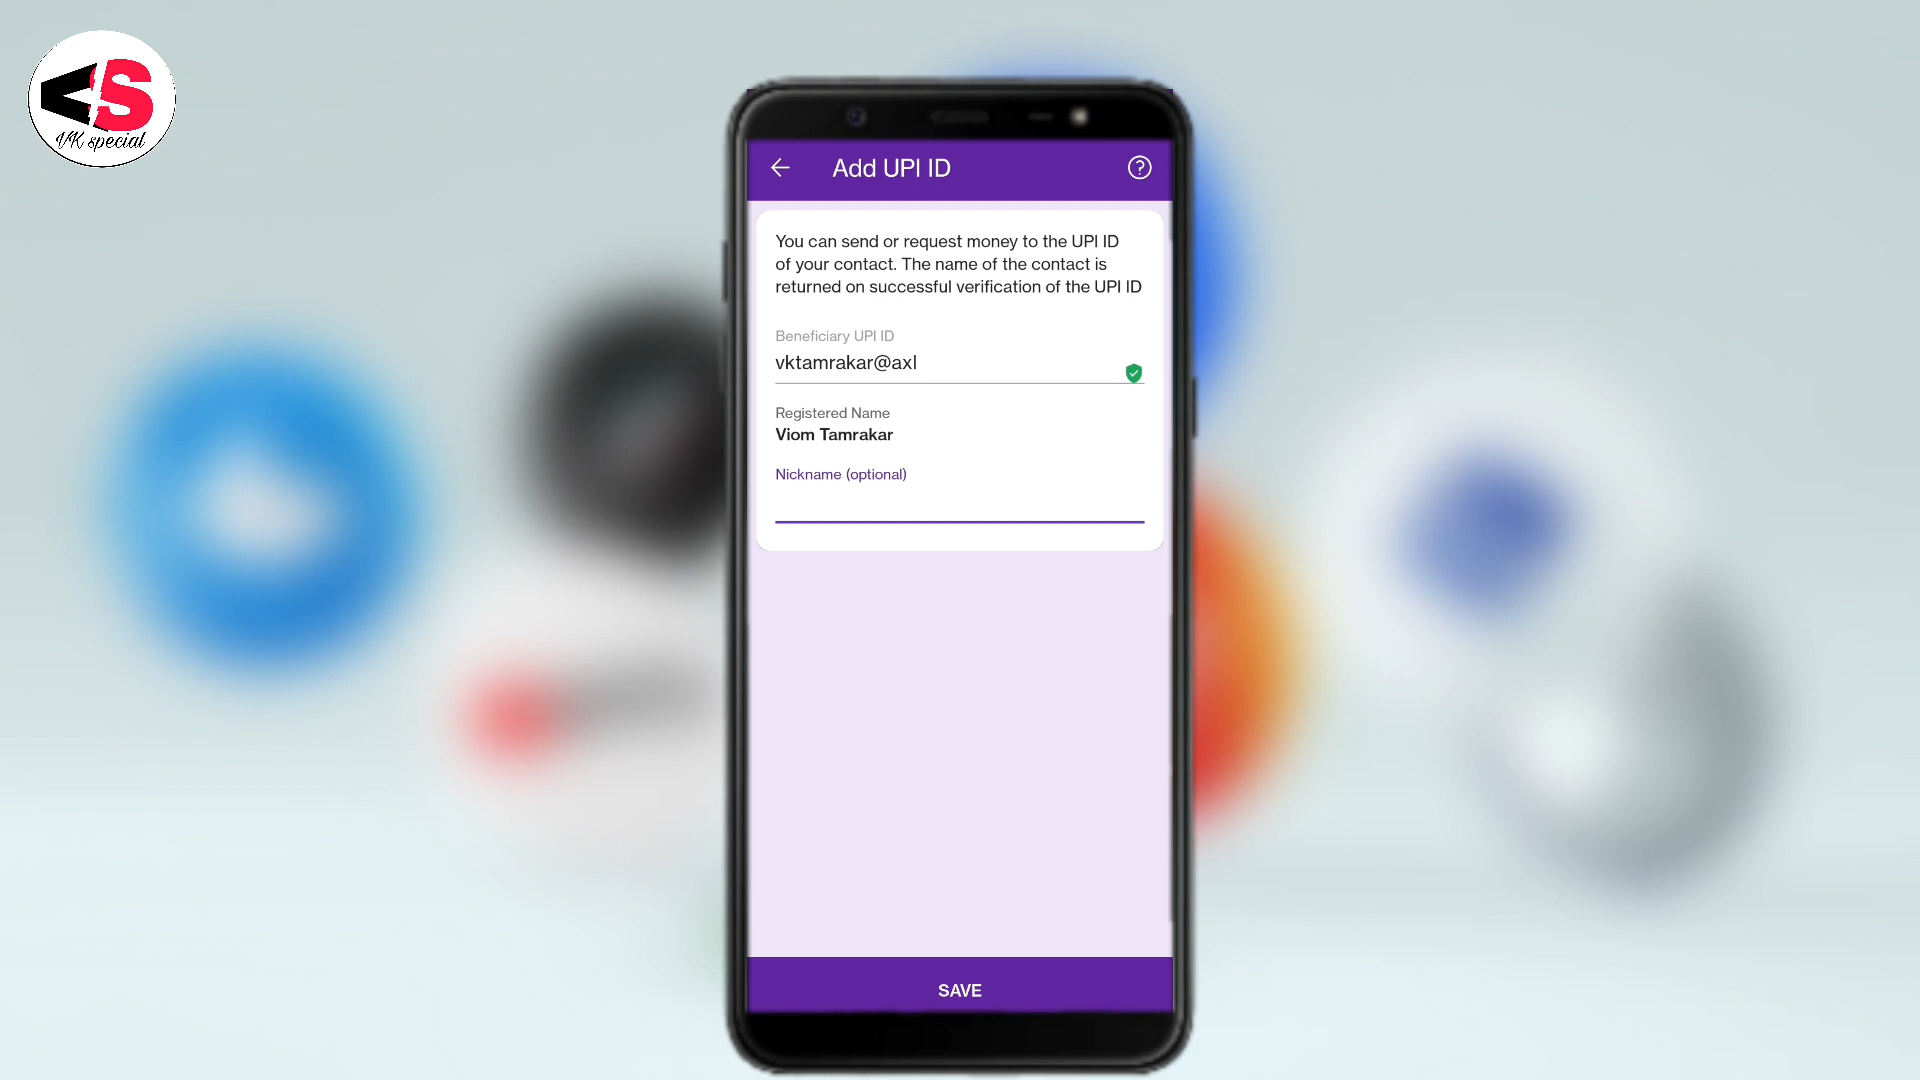 VS
VK special
Add UPI ID
You can send or request money to the UPI ID
of your contact. The name of the contact is
returned on successful verification of the UPI ID
Beneficiary UPI ID
vktamrakar@axl
Registered Name
Viom Tamrakar
Nickname (optional)
SAVE